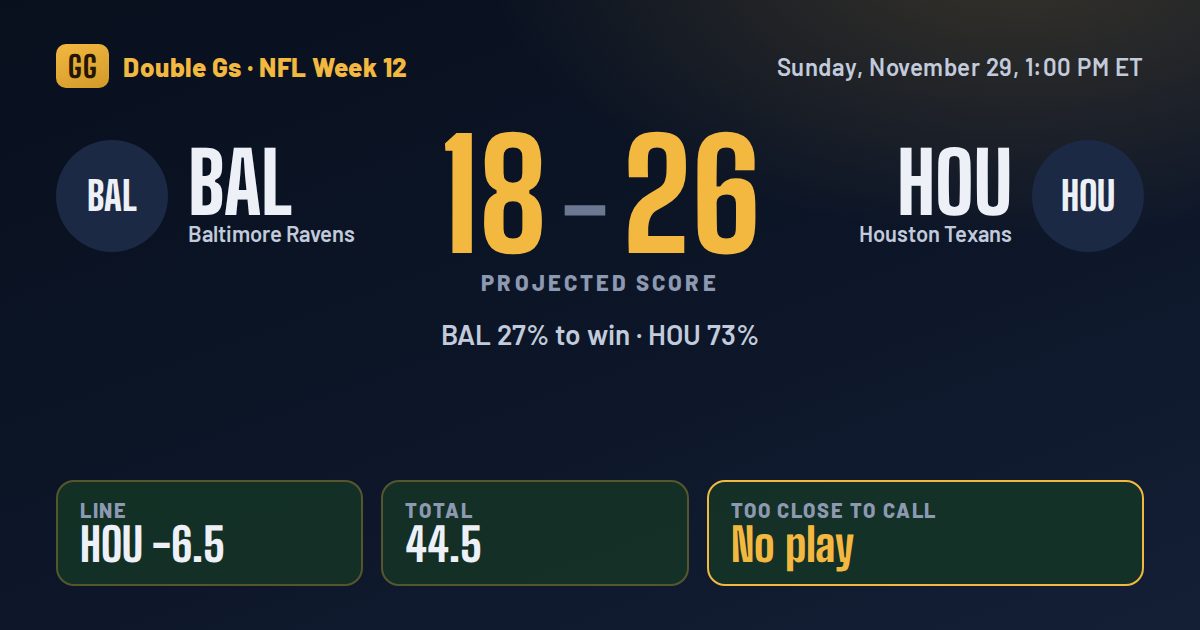 GG Double Gs · NFL Week 12
Sunday, November 29, 1:00 PM ET
BAL
BAL
Baltimore Ravens
18 – 26
PROJECTED SCORE
BAL 27% to win · HOU 73%
HOU
Houston Texans
HOU
LINE
HOU −6.5
TOTAL
44.5
TOO CLOSE TO CALL
No play